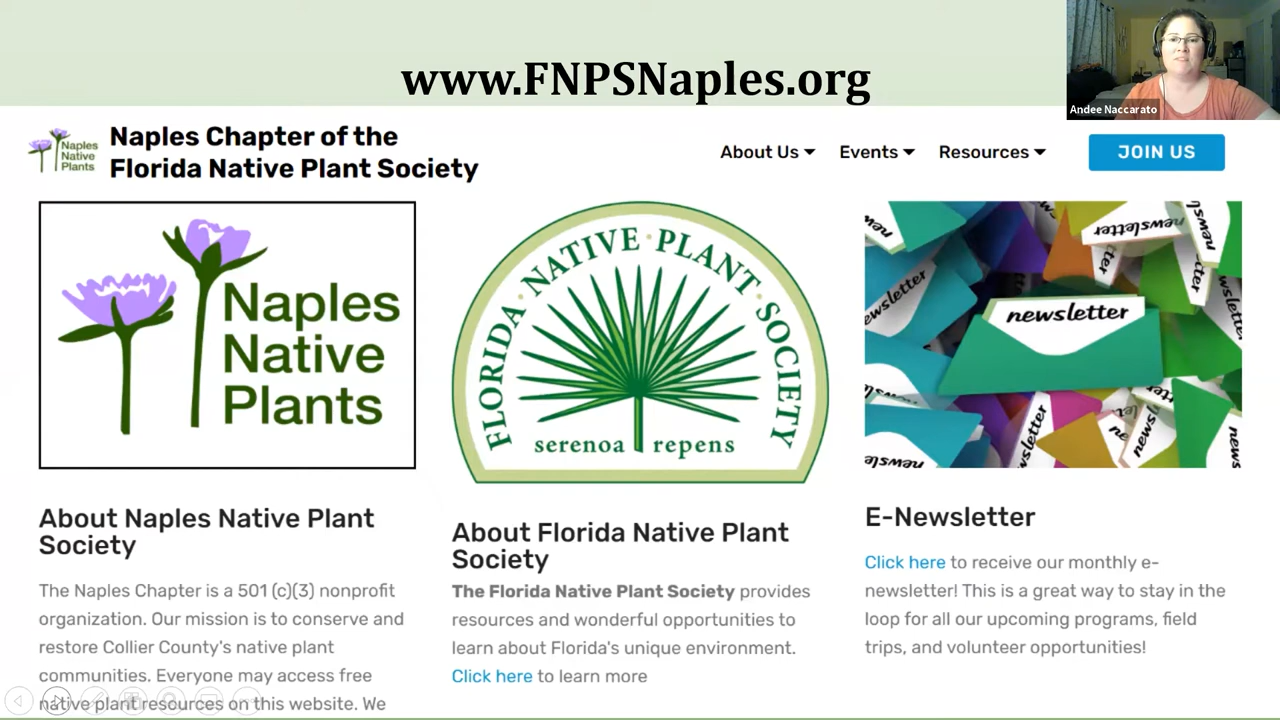 www.FNPSNaples.org
Andee Naccarato
Naples
Native
Plants
Naples Chapter of the
Florida Native Plant Society
About Us
Events
Resources
JOIN US
Naples
Native
Plants
FLORIDA · NATIVE · PLANT · SOCIETY
serenoa repens
newsletter
newsletter
newsletter
newsletter
newsletter
About Naples Native Plant
Society
The Naples Chapter is a 501 (c)(3) nonprofit
organization. Our mission is to conserve and
restore Collier County's native plant
communities. Everyone may access free
native plant resources on this website. We
About Florida Native Plant
Society
The Florida Native Plant Society provides
resources and wonderful opportunities to
learn about Florida's unique environment.
Click here to learn more
E-Newsletter
Click here to receive our monthly e-
newsletter! This is a great way to stay in the
loop for all our upcoming programs, field
trips, and volunteer opportunities!